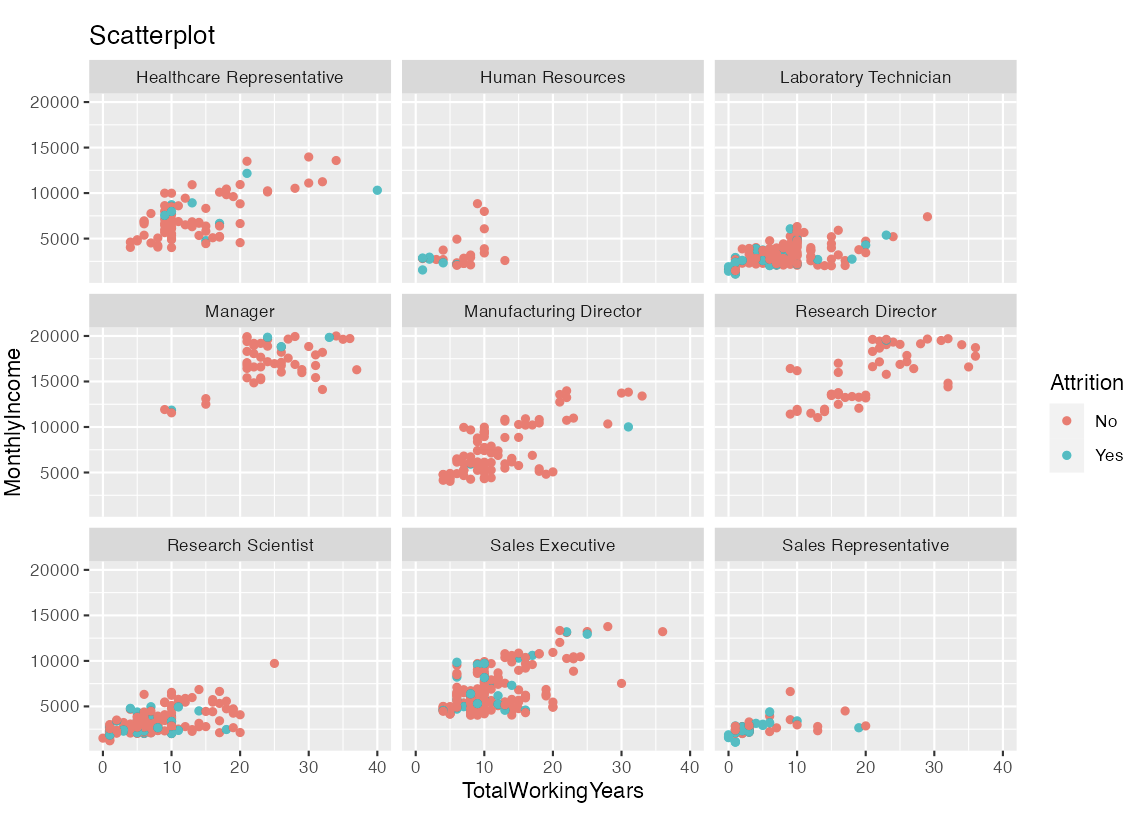 Scatterplot
Healthcare Representative
Human Resources
Laboratory Technician
20000
15000
10000
5000
Manager
Manufacturing Director
Research Director
20000
15000
10000
5000
Research Scientist
Sales Executive
Sales Representative
20000
15000
10000
5000
0 10 20 30 40
0 10 20 30 40
0 10 20 30 40
TotalWorkingYears
MonthlyIncome
Attrition
No
Yes